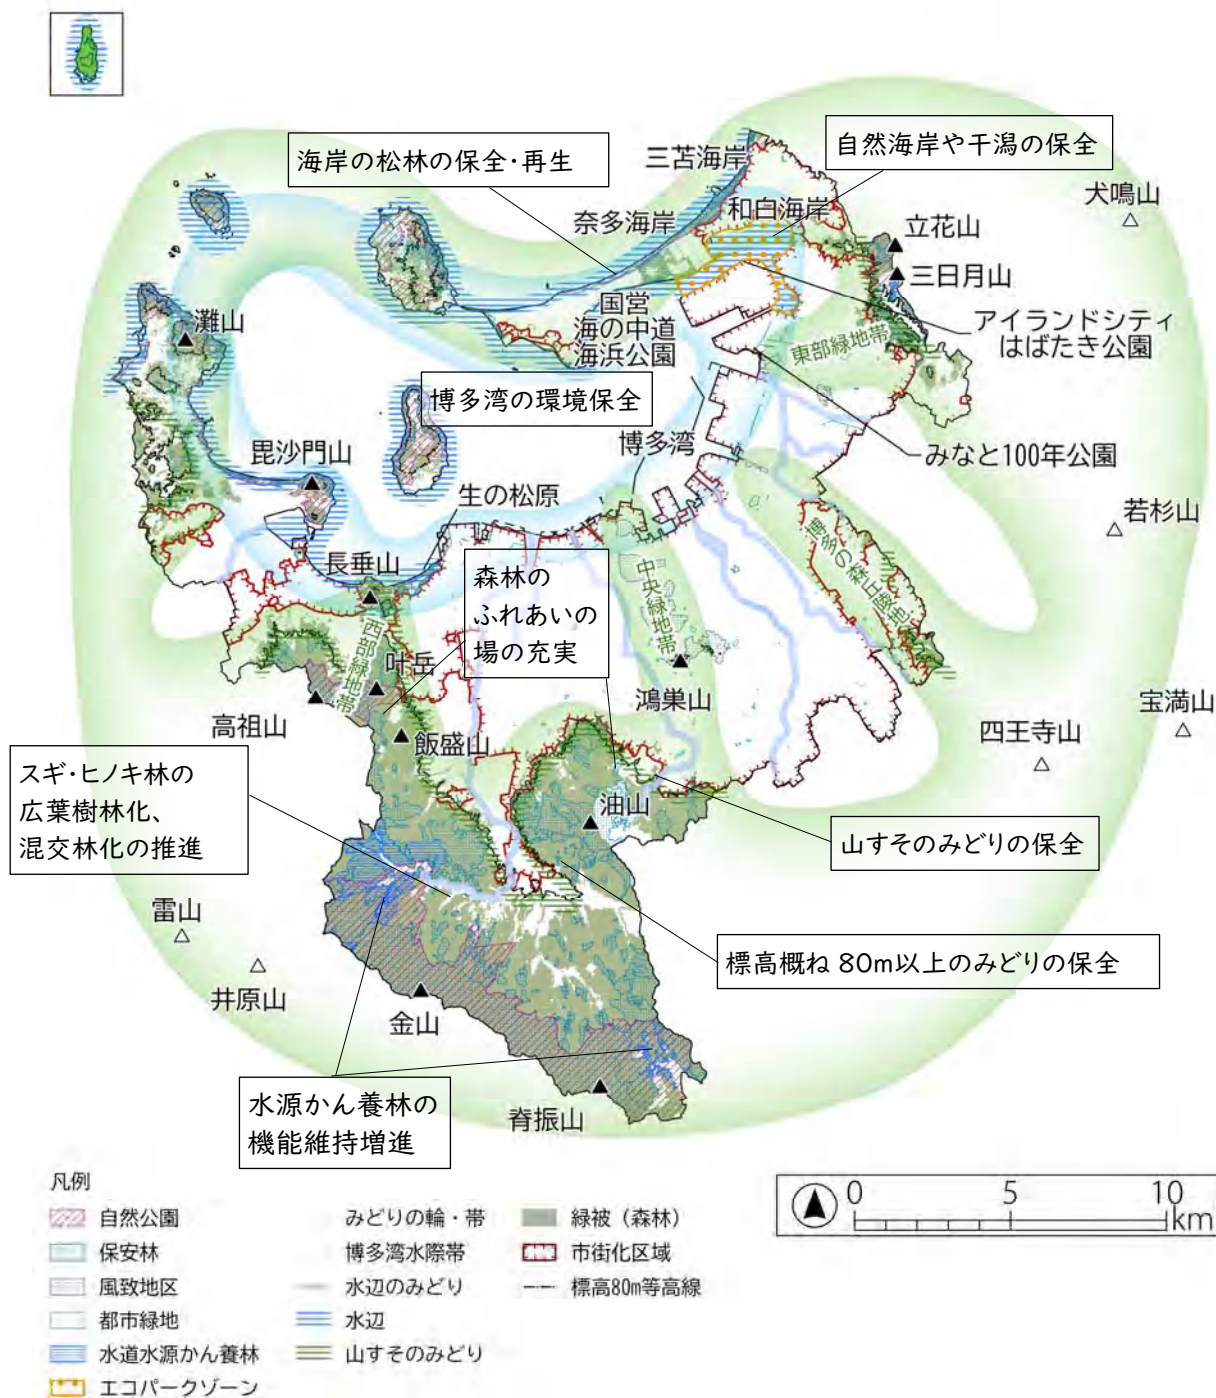 海岸の松林の保全・再生
自然海岸や干潟の保全
三苫海岸
犬鳴山
奈多海岸
和白海岸
立花山
三日月山
国営
海の中道
海浜公園
アイランドシティ
はばたき公園
灘山
東部緑地帯
博多湾の環境保全
博多湾
みなと100年公園
毘沙門山
生の松原
若杉山
博多の森丘陵地
長垂山
森林の
ふれあいの
場の充実
中央緑地帯
西部緑地帯
叶岳
高祖山
鴻巣山
宝満山
四王寺山
飯盛山
スギ・ヒノキ林の
広葉樹林化、
混交林化の推進
油山
山すそのみどりの保全
雷山
標高概ね 80m以上のみどりの保全
井原山
金山
水源かん養林の
機能維持増進
脊振山
凡例
自然公園
保安林
風致地区
都市緑地
水道水源かん養林
エコパークゾーン
みどりの輪・帯
博多湾水際帯
水辺のみどり
水辺
山すそのみどり
緑被（森林）
市街化区域
標高80m等高線
0 5 10
km